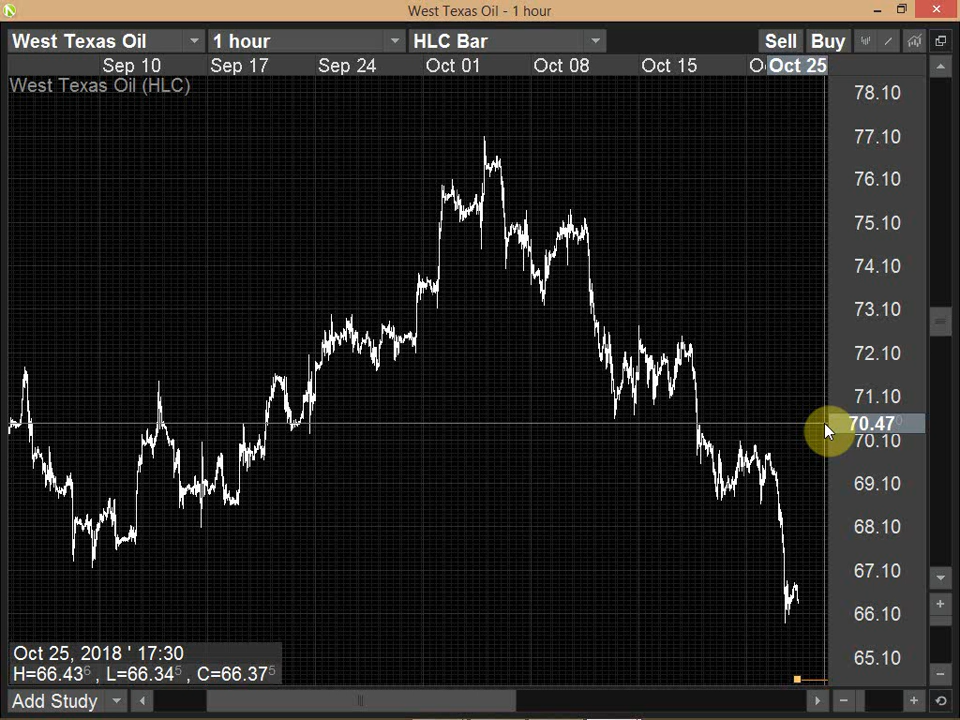 West Texas Oil - 1 hour
West Texas Oil 1 hour HLC Bar Sell Buy
Sep 10 Sep 17 Sep 24 Oct 01 Oct 08 Oct 15 O Oct 25
West Texas Oil (HLC)
78.10
77.10
76.10
75.10
74.10
73.10
72.10
71.10
70.470
70.10
69.10
68.10
67.10
66.10
65.10
Oct 25, 2018 ' 17:30
H=66.436 , L=66.345 , C=66.375
Add Study